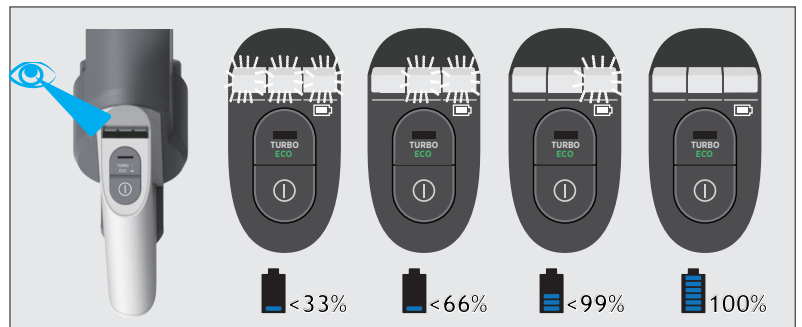 TURBO
ECO
TURBO
ECO
TURBO
ECO
TURBO
ECO
TURBO
ECO
<33%
<66%
<99%
100%